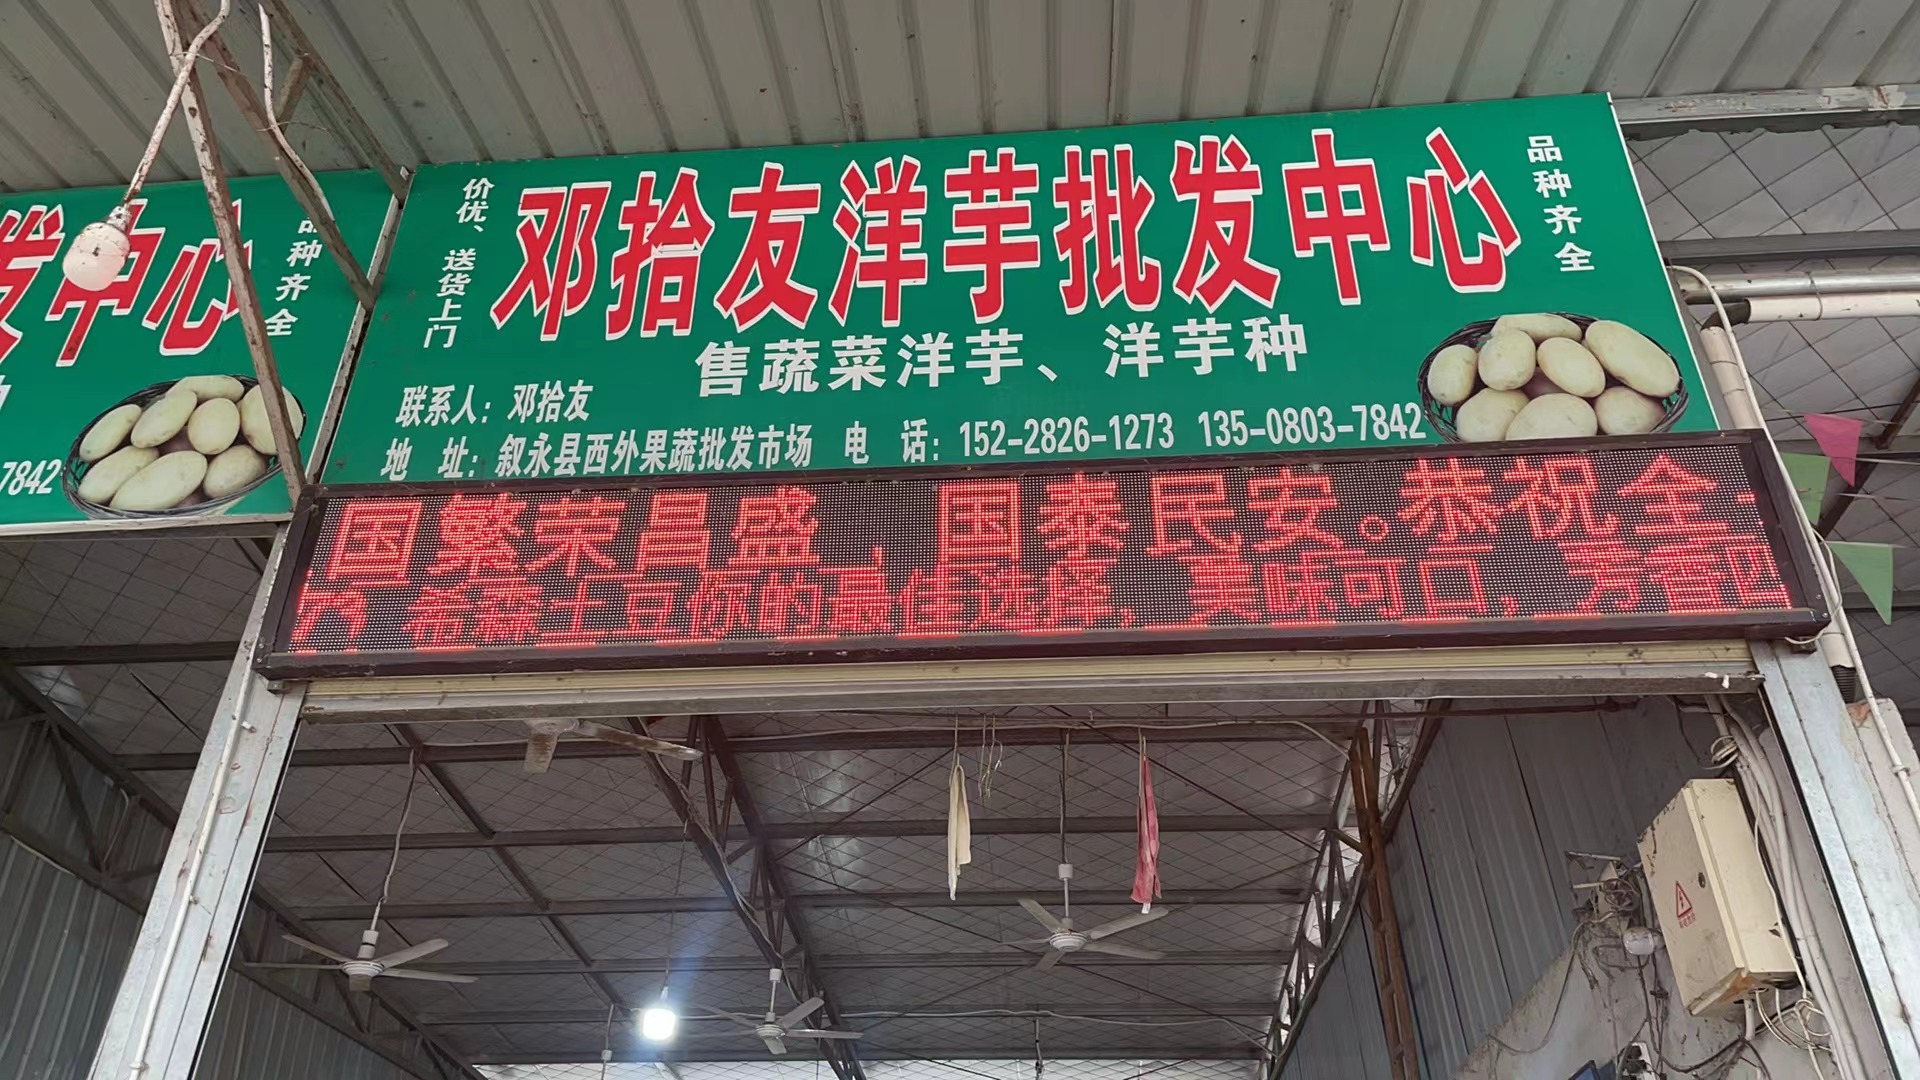 价优、送货上门
邓拾友洋芋批发中心
品种齐全
售蔬菜洋芋、洋芋种
联系人：邓拾友
地 址：叙永县西外果蔬批发市场 电 话：152-2826-1273 135-0803-7842
国繁荣昌盛，国泰民安。恭祝全
希森土豆你的最佳选择，美味可口，芳香四
发中心
品种齐全
7842